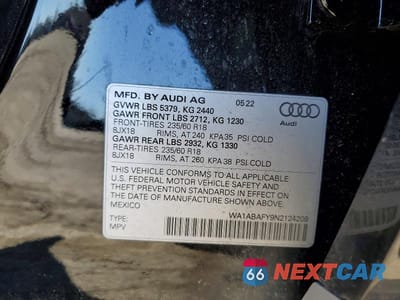 MFD. BY AUDI AG 05.22
GVWR LBS 5379, KG 2440
GAWR FRONT LBS 2712, KG 1230
FRONT-TIRES 235/60 R18
8JX18 RIMS, AT 240 KPA 35 PSI COLD
GAWR REAR LBS 2932, KG 1330
REAR-TIRES 235/60 R18
8JX18 RIMS, AT 260 KPA 38 PSI COLD
Audi
THIS VEHICLE CONFORMS TO ALL APPLICABLE
U.S. FEDERAL MOTOR VEHICLE SAFETY AND
THEFT PREVENTION STANDARDS IN EFFECT ON
THE DATE OF MANUFACTURE SHOWN ABOVE.
MEXICO
TYPE: WA1ABAFY9N2124209
MPV
66 NEXTCAR